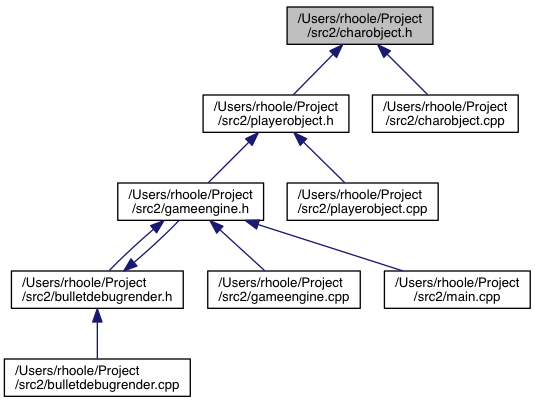 /Users/rhoole/Project
/src2/charobject.h
/Users/rhoole/Project
/src2/playerobject.h
/Users/rhoole/Project
/src2/charobject.cpp
/Users/rhoole/Project
/src2/gameengine.h
/Users/rhoole/Project
/src2/playerobject.cpp
/Users/rhoole/Project
/src2/bulletdebugrender.h
/Users/rhoole/Project
/src2/gameengine.cpp
/Users/rhoole/Project
/src2/main.cpp
/Users/rhoole/Project
/src2/bulletdebugrender.cpp